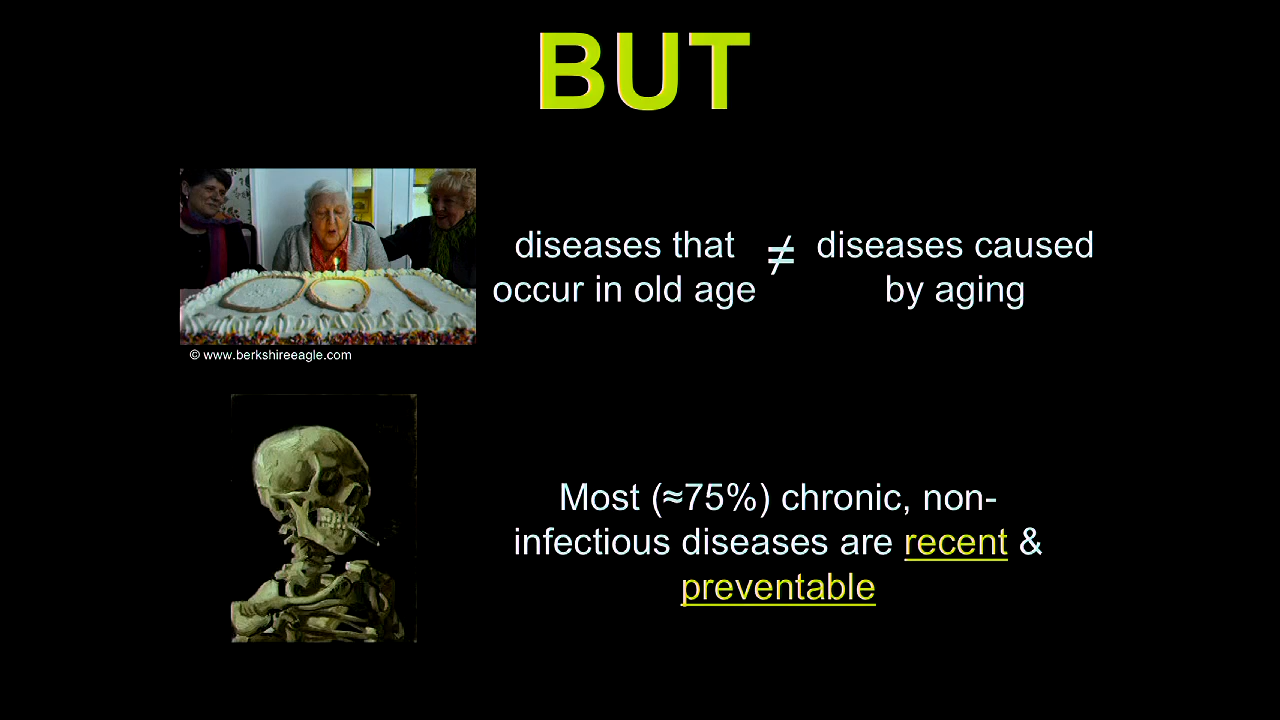 BUT
diseases that
occur in old age
≠
diseases caused
by aging
© www.berkshireeagle.com
Most (≈75%) chronic, non-
infectious diseases are recent &
preventable